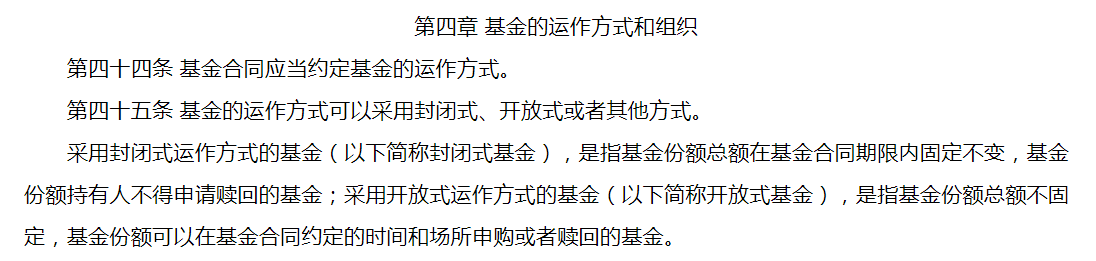 第四章 基金的运作方式和组织
第四十四条 基金合同应当约定基金的运作方式。
第四十五条 基金的运作方式可以采用封闭式、开放式或者其他方式。
采用封闭式运作方式的基金（以下简称封闭式基金），是指基金份额总额在基金合同期限内固定不变，基金
份额持有人不得申请赎回的基金；采用开放式运作方式的基金（以下简称开放式基金），是指基金份额总额不固
定，基金份额可以在基金合同约定的时间和场所申购或者赎回的基金。